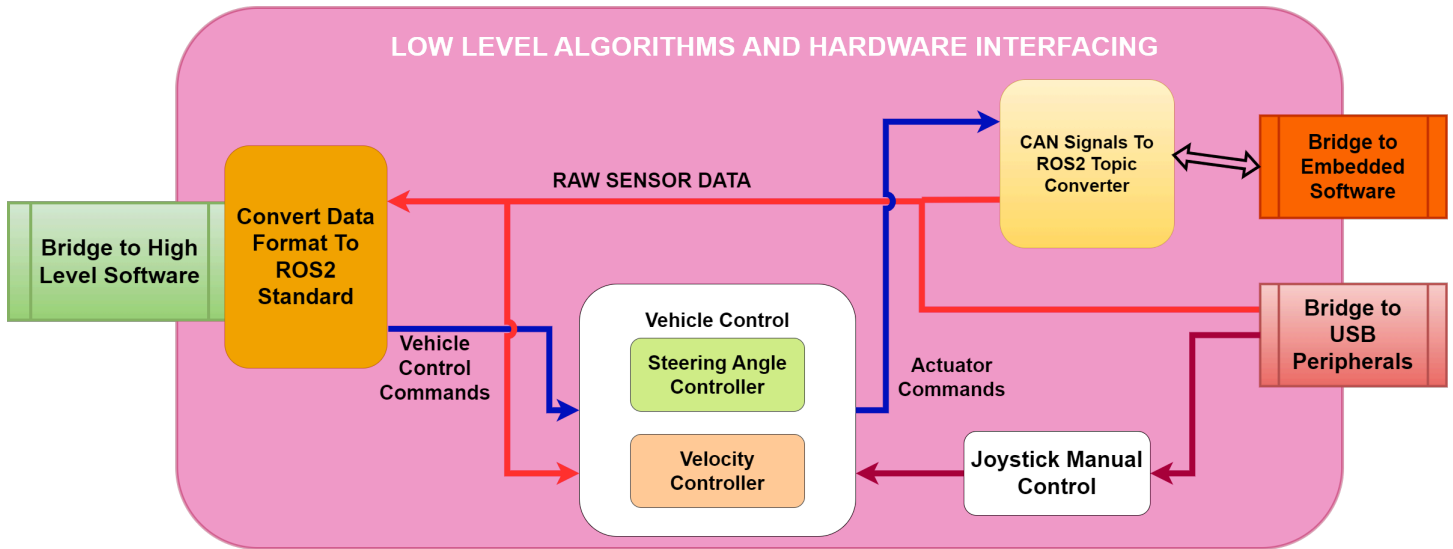 LOW LEVEL ALGORITHMS AND HARDWARE INTERFACING
CAN Signals To
ROS2 Topic
Converter
Bridge to
Embedded
Software
RAW SENSOR DATA
Convert Data
Format To
ROS2
Standard
Bridge to High
Level Software
Vehicle Control
Steering Angle
Controller
Velocity
Controller
Vehicle
Control
Commands
Actuator
Commands
Bridge to
USB
Peripherals
Joystick Manual
Control